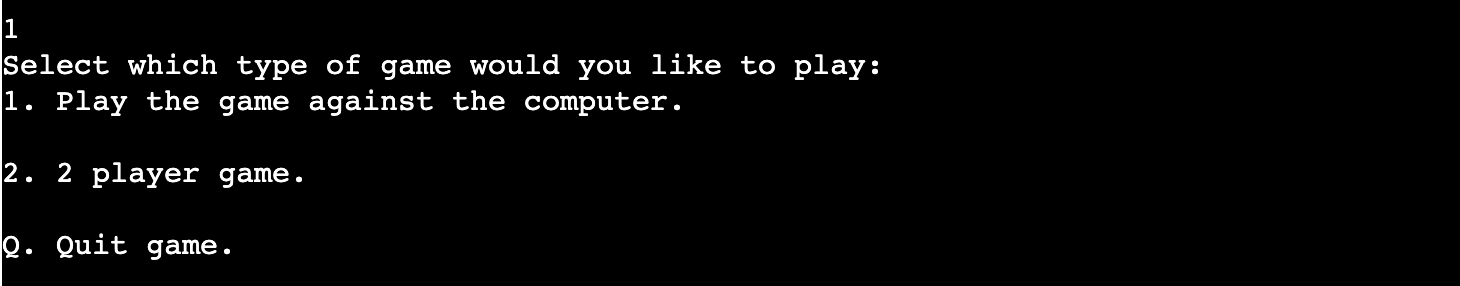 1
Select which type of game would you like to play:
1. Play the game against the computer.
2. 2 player game.
Q. Quit game.